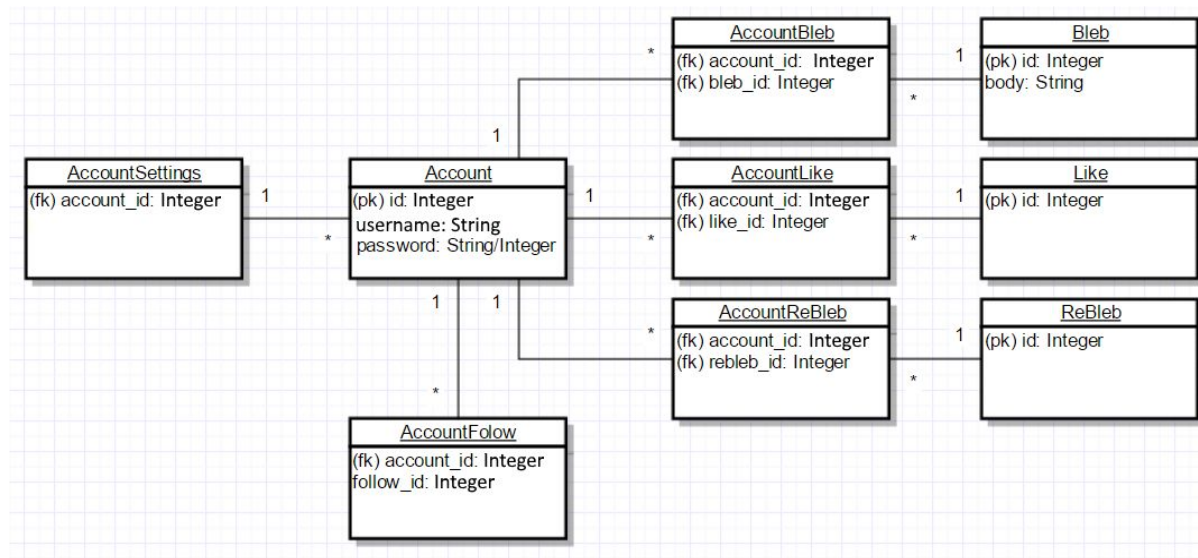 AccountBleb
(fk) account_id: Integer
(fk) bleb_id: Integer
Bleb
(pk) id: Integer
body: String
*
1
1
*
AccountSettings
(fk) account_id: Integer
1
*
Account
(pk) id: Integer
username: String
password: String/Integer
1
*
AccountLike
(fk) account_id: Integer
(fk) like_id: Integer
1
*
Like
(pk) id: Integer
1
1
*
AccountReBleb
(fk) account_id: Integer
(fk) rebleb_id: Integer
1
*
ReBleb
(pk) id: Integer
*
AccountFolow
(fk) account_id: Integer
follow_id: Integer